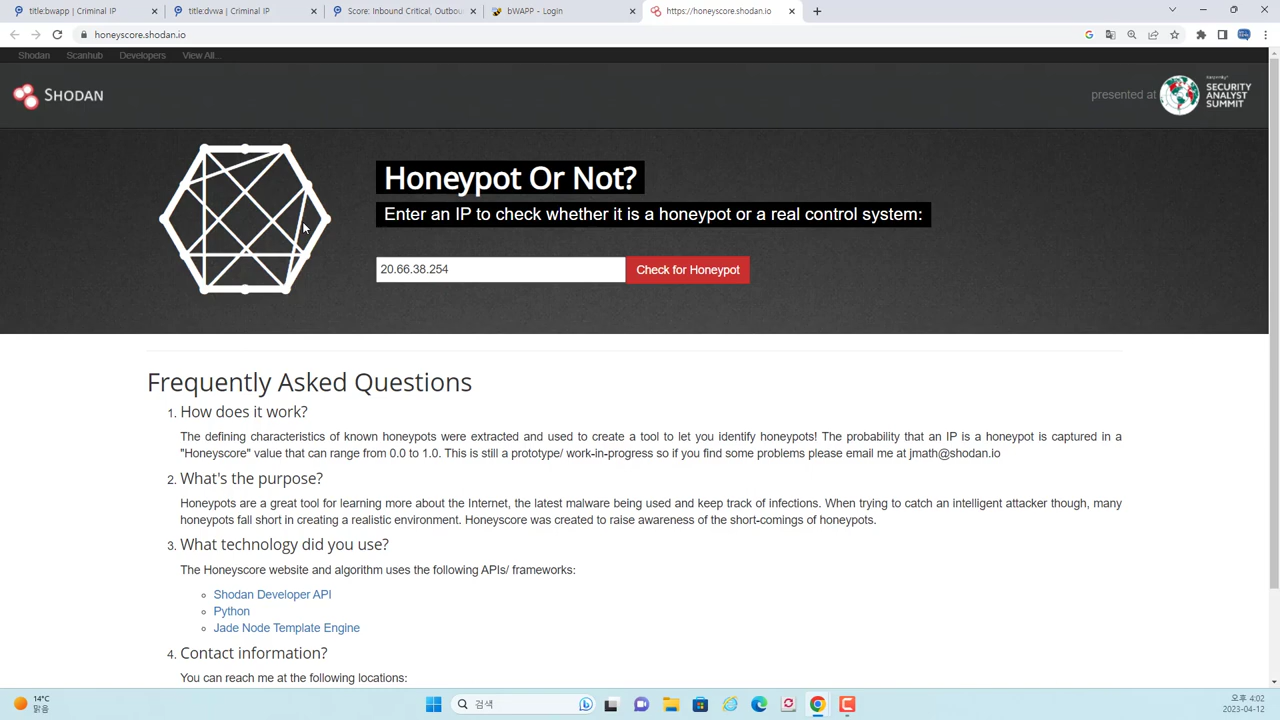 title:bwapp | Criminal IP
title:dvwa | Criminal IP
Score: Inbound Critical, Outbou
bWAPP - Login
https://honeyscore.shodan.io
honeyscore.shodan.io
Shodan Scanhub Developers View All...
SHODAN
presented at
SECURITY
ANALYST
SUMMIT
Honeypot Or Not?
Enter an IP to check whether it is a honeypot or a real control system:
20.66.38.254
Check for Honeypot
Frequently Asked Questions
1. How does it work?
The defining characteristics of known honeypots were extracted and used to create a tool to let you identify honeypots! The probability that an IP is a honeypot is captured in a
"Honeyscore" value that can range from 0.0 to 1.0. This is still a prototype/ work-in-progress so if you find some problems please email me at jmath@shodan.io
2. What's the purpose?
Honeypots are a great tool for learning more about the Internet, the latest malware being used and keep track of infections. When trying to catch an intelligent attacker though, many
honeypots fall short in creating a realistic environment. Honeyscore was created to raise awareness of the short-comings of honeypots.
3. What technology did you use?
The Honeyscore website and algorithm uses the following APIs/ frameworks:
Shodan Developer API
Python
Jade Node Template Engine
4. Contact information?
You can reach me at the following locations:
14°C
맑음
검색
오후 4:02
2023-04-12